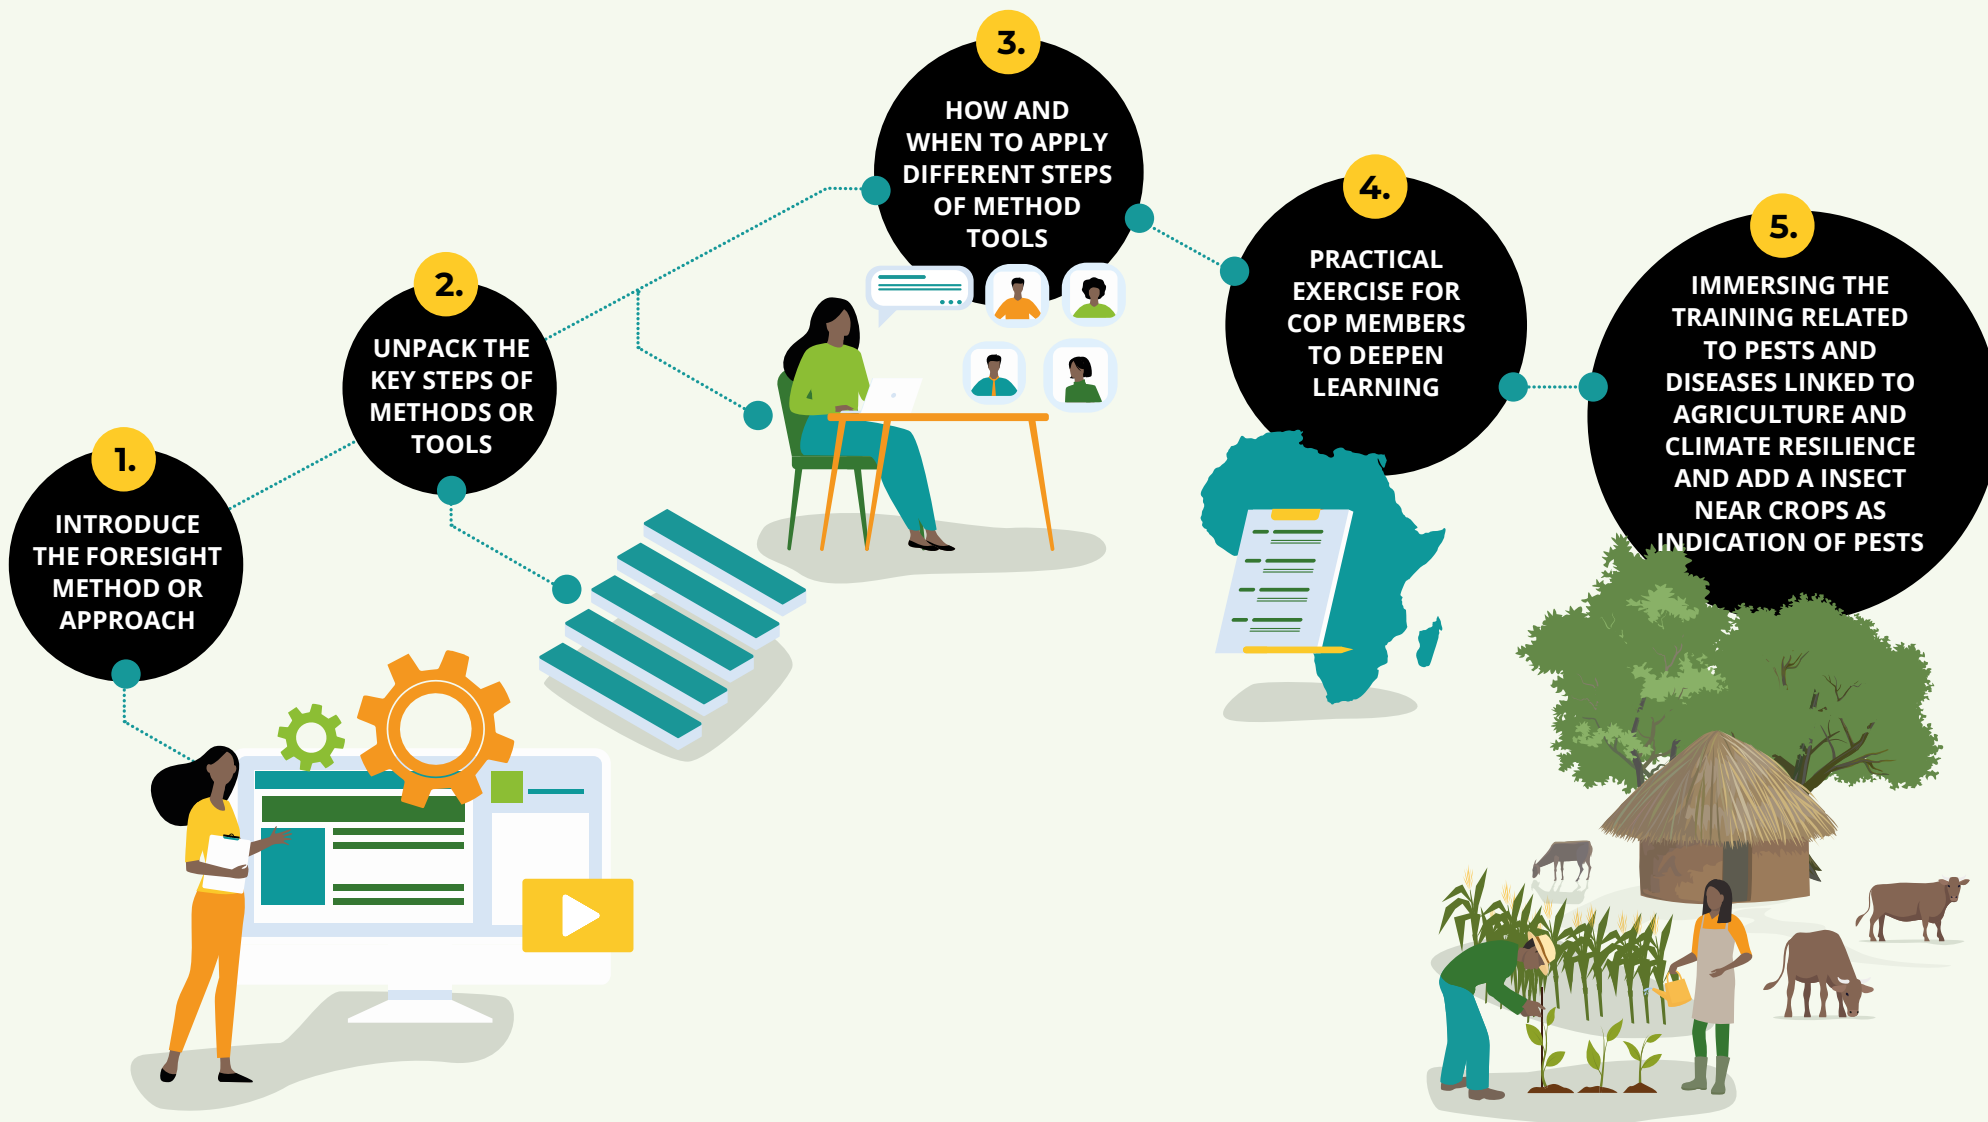 1.
INTRODUCE
THE FORESIGHT
METHOD OR
APPROACH
2.
UNPACK THE
KEY STEPS OF
METHODS OR
TOOLS
3.
HOW AND
WHEN TO APPLY
DIFFERENT STEPS
OF METHOD
TOOLS
4.
PRACTICAL
EXERCISE FOR
COP MEMBERS
TO DEEPEN
LEARNING
5.
IMMERSING THE
TRAINING RELATED
TO PESTS AND
DISEASES LINKED TO
AGRICULTURE AND
CLIMATE RESILIENCE
AND ADD A INSECT
NEAR CROPS AS
INDICATION OF PESTS